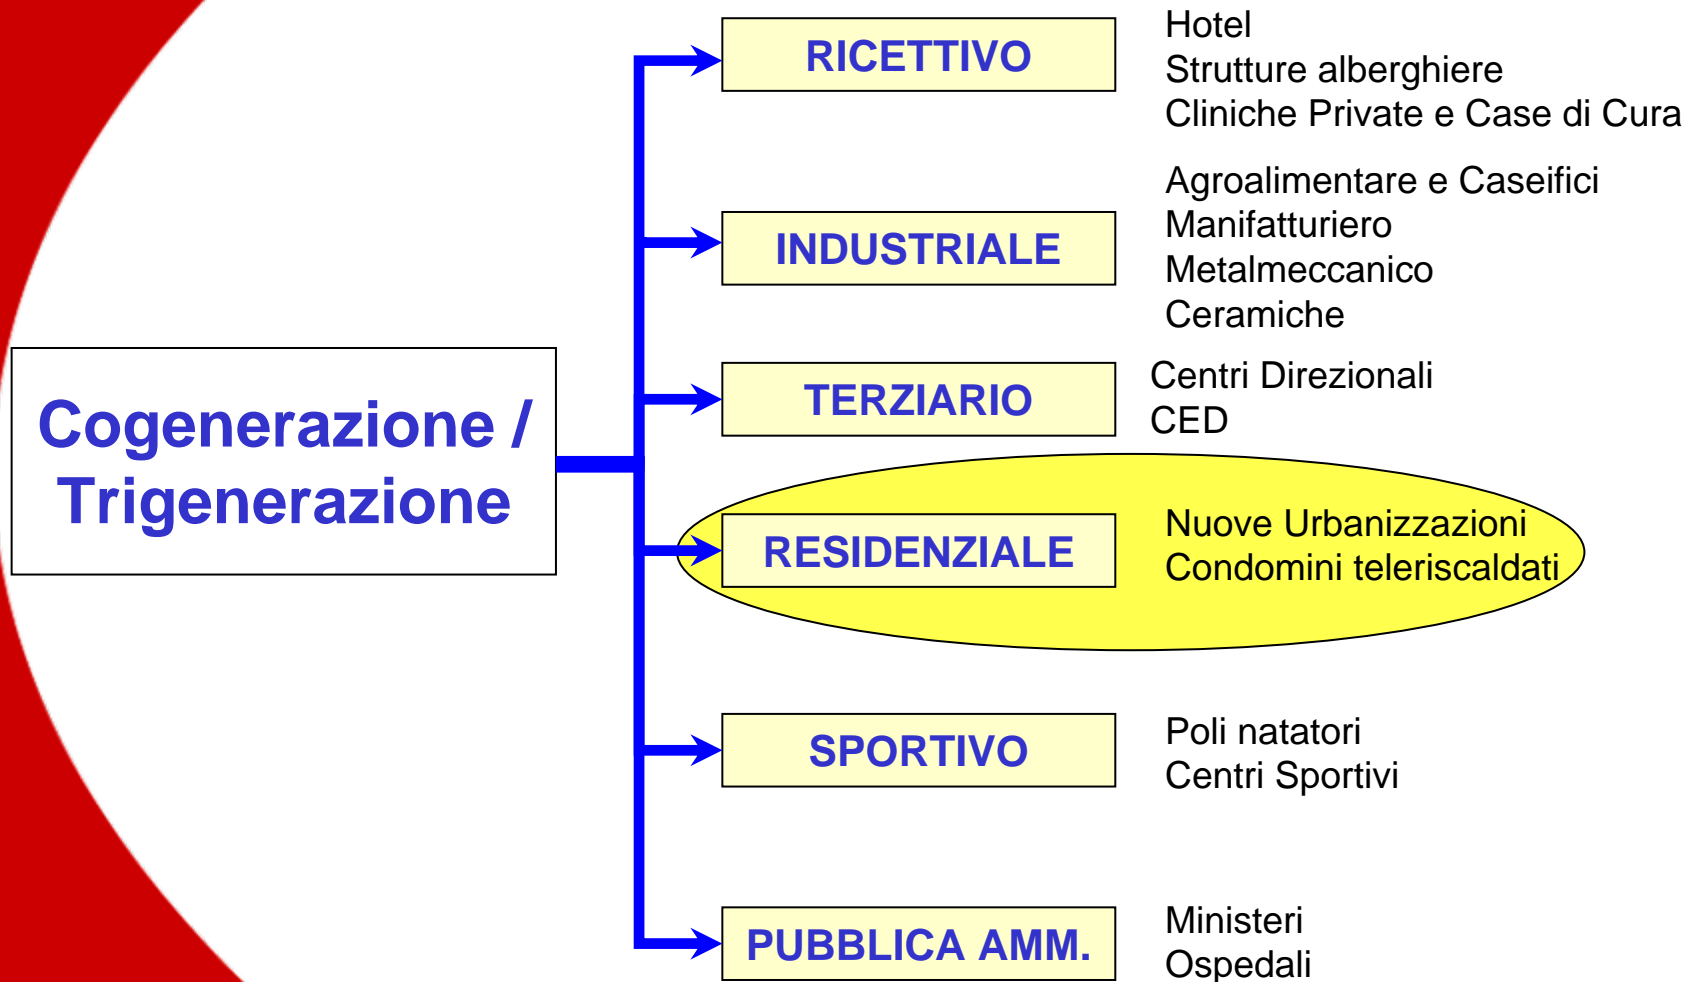 Cogenerazione /
Trigenerazione
RICETTIVO
Hotel
Strutture alberghiere
Cliniche Private e Case di Cura
INDUSTRIALE
Agroalimentare e Caseifici
Manifatturiero
Metalmeccanico
Ceramiche
TERZIARIO
Centri Direzionali
CED
RESIDENZIALE
Nuove Urbanizzazioni
Condomini teleriscaldati
SPORTIVO
Poli natatori
Centri Sportivi
PUBBLICA AMM.
Ministeri
Ospedali